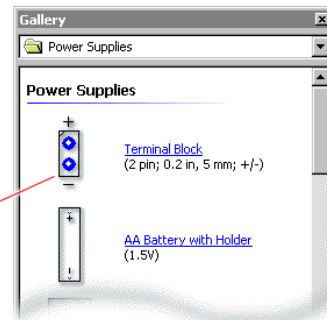 Gallery
Power Supplies
Power Supplies
+
Terminal Block
(2 pin; 0.2 in, 5 mm; +/-)
−
+
AA Battery with Holder
(1.5V)
-